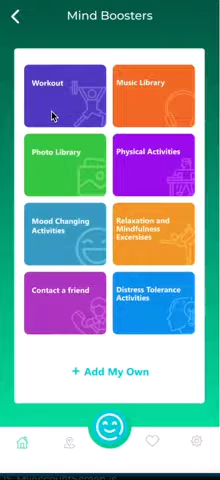 Mind Boosters
Workout
Music Library
Photo Library
Physical Activities
Mood Changing
Activities
Relaxation and
Mindfulness
Excersises
Contact a friend
Distress Tolerance
Activities
+ Add My Own